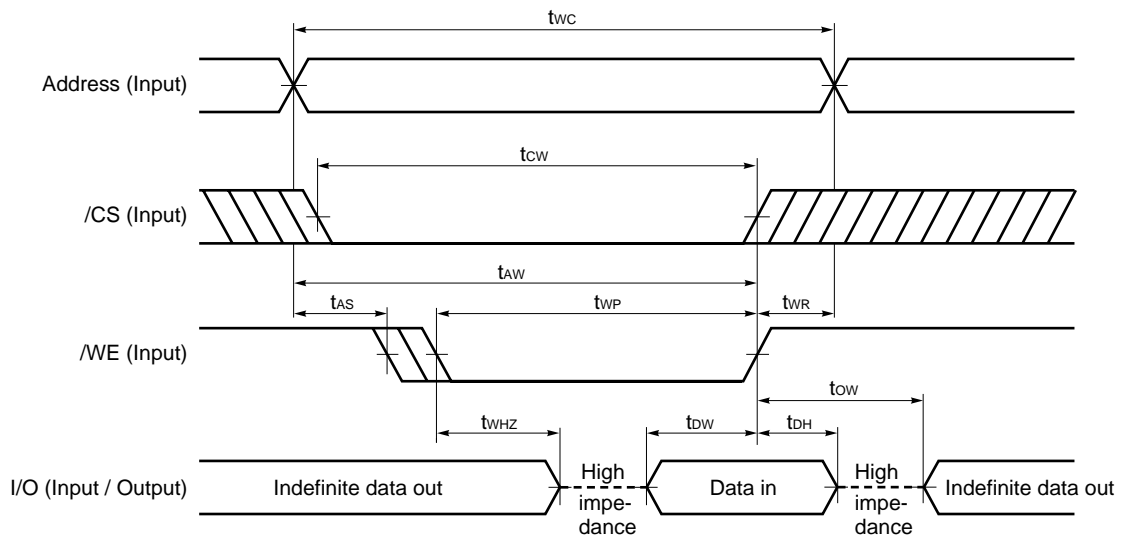 tWC
Address (Input)
tCW
/CS (Input)
tAW
tAS
tWP
tWR
/WE (Input)
tOW
tWHZ
tDW
tDH
I/O (Input / Output)
Indefinite data out
High
impe-
dance
Data in
High
impe-
dance
Indefinite data out